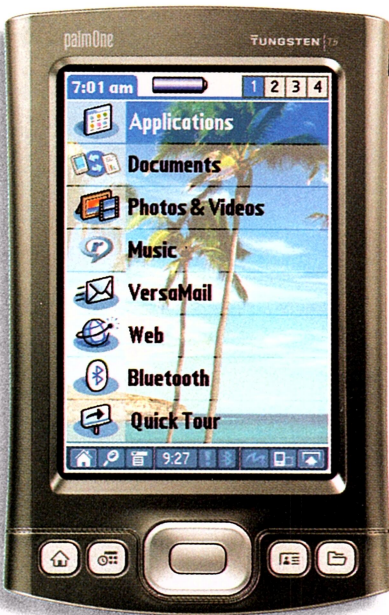 palmOne TUNGSTEN T5
7:01 am 1 2 3 4
Applications
Documents
Photos & Videos
Music
VersaMail
Web
Bluetooth
Quick Tour
9:27